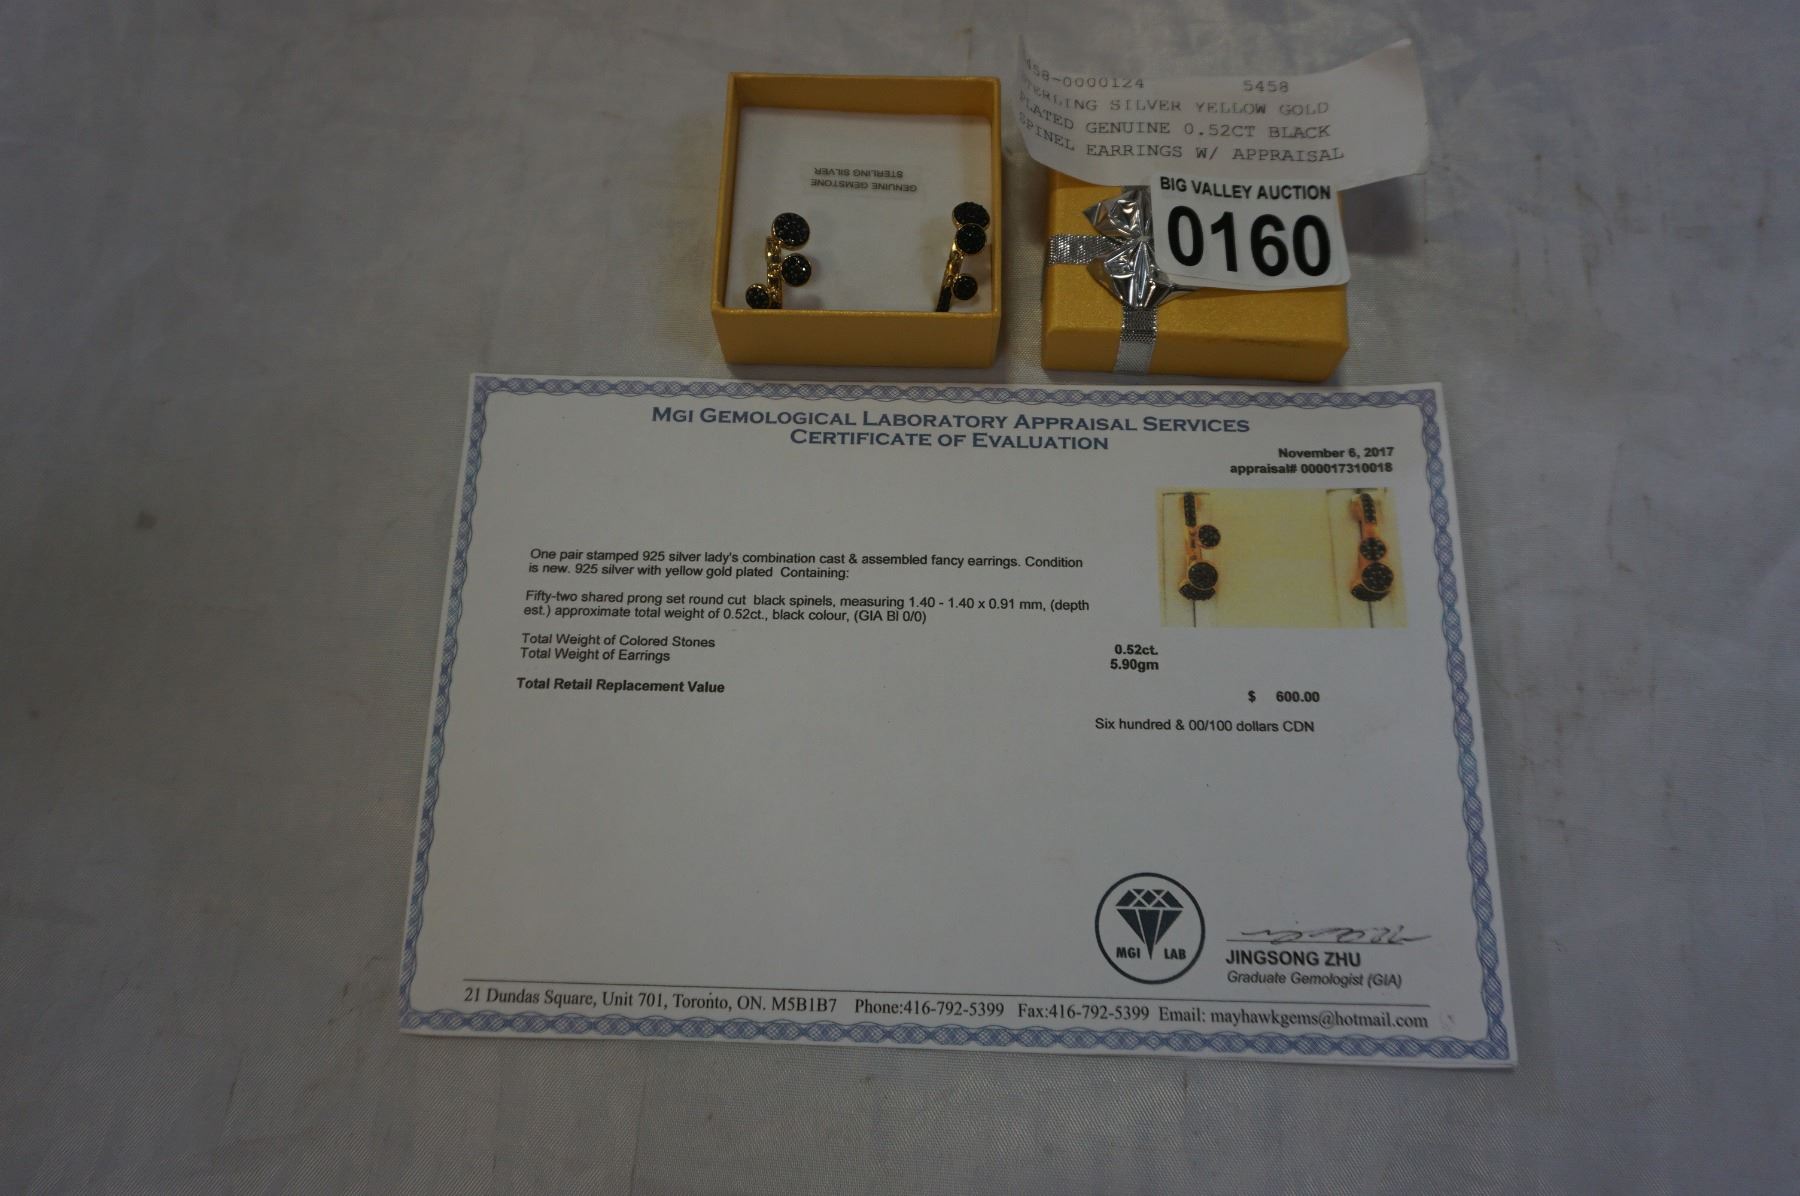 458-0000124 5458
STERLING SILVER YELLOW GOLD
PLATED GENUINE 0.52CT BLACK
SPINEL EARRINGS W/ APPRAISAL
BIG VALLEY AUCTION
0160
GENUINE GEMSTONE
STERLING SILVER
MGI GEMOLOGICAL LABORATORY APPRAISAL SERVICES
CERTIFICATE OF EVALUATION
November 6, 2017
appraisal# 000017310018
One pair stamped 925 silver lady's combination cast & assembled fancy earrings. Condition
is new. 925 silver with yellow gold plated Containing:
Fifty-two shared prong set round cut black spinels, measuring 1.40 - 1.40 x 0.91 mm, (depth
est.) approximate total weight of 0.52ct., black colour, (GIA Bl 0/0)
Total Weight of Colored Stones 0.52ct.
Total Weight of Earrings 5.90gm
Total Retail Replacement Value $ 600.00
Six hundred & 00/100 dollars CDN
MGI LAB
JINGSONG ZHU
Graduate Gemologist (GIA)
21 Dundas Square, Unit 701, Toronto, ON. M5B1B7 Phone:416-792-5399 Fax:416-792-5399 Email: mayhawkgems@hotmail.com